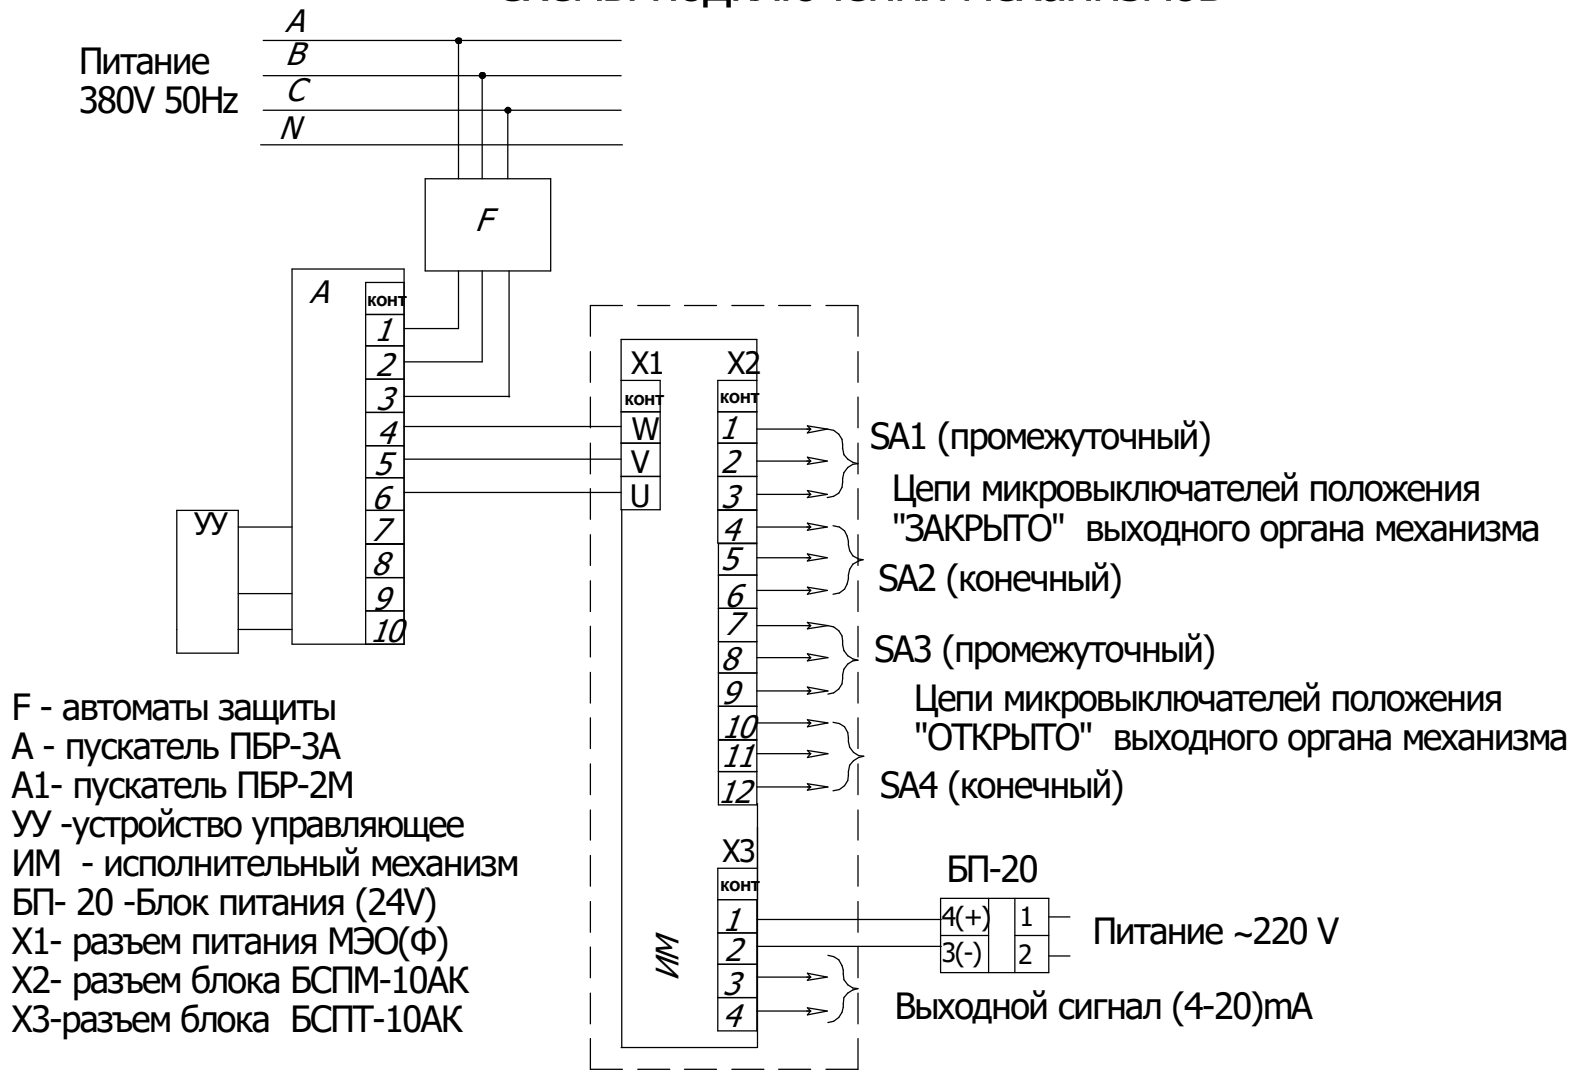 A
B
C
N
Питание
380V 50Hz
F
A
конт
1
2
3
4
5
6
7
8
9
10
УУ
X1
конт
W
V
U
X2
конт
1
2
3
4
5
6
7
8
9
10
11
12
SA1 (промежуточный)
Цепи микровыключателей положения
"ЗАКРЫТО" выходного органа механизма
SA2 (конечный)
SA3 (промежуточный)
Цепи микровыключателей положения
"ОТКРЫТО" выходного органа механизма
SA4 (конечный)
X3
конт
1
2
3
4
ИМ
БП-20
4(+) 1
3(-) 2
Питание ~220 V
Выходной сигнал (4-20)mA
F - автоматы защиты
А - пускатель ПБР-3А
А1- пускатель ПБР-2М
УУ -устройство управляющее
ИМ - исполнительный механизм
БП- 20 -Блок питания (24V)
X1- разъем питания МЭО(Ф)
X2- разъем блока БСПМ-10АК
X3-разъем блока БСПТ-10АК